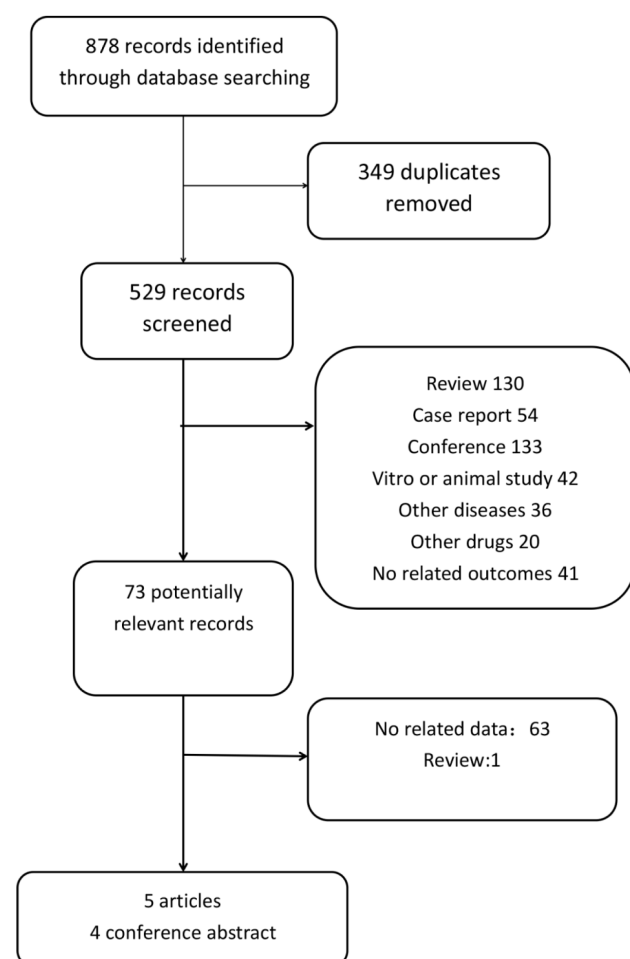 878 records identified
through database searching
349 duplicates
removed
529 records
screened
Review 130
Case report 54
Conference 133
Vitro or animal study 42
Other diseases 36
Other drugs 20
No related outcomes 41
73 potentially
relevant records
No related data：63
Review:1
5 articles
4 conference abstract